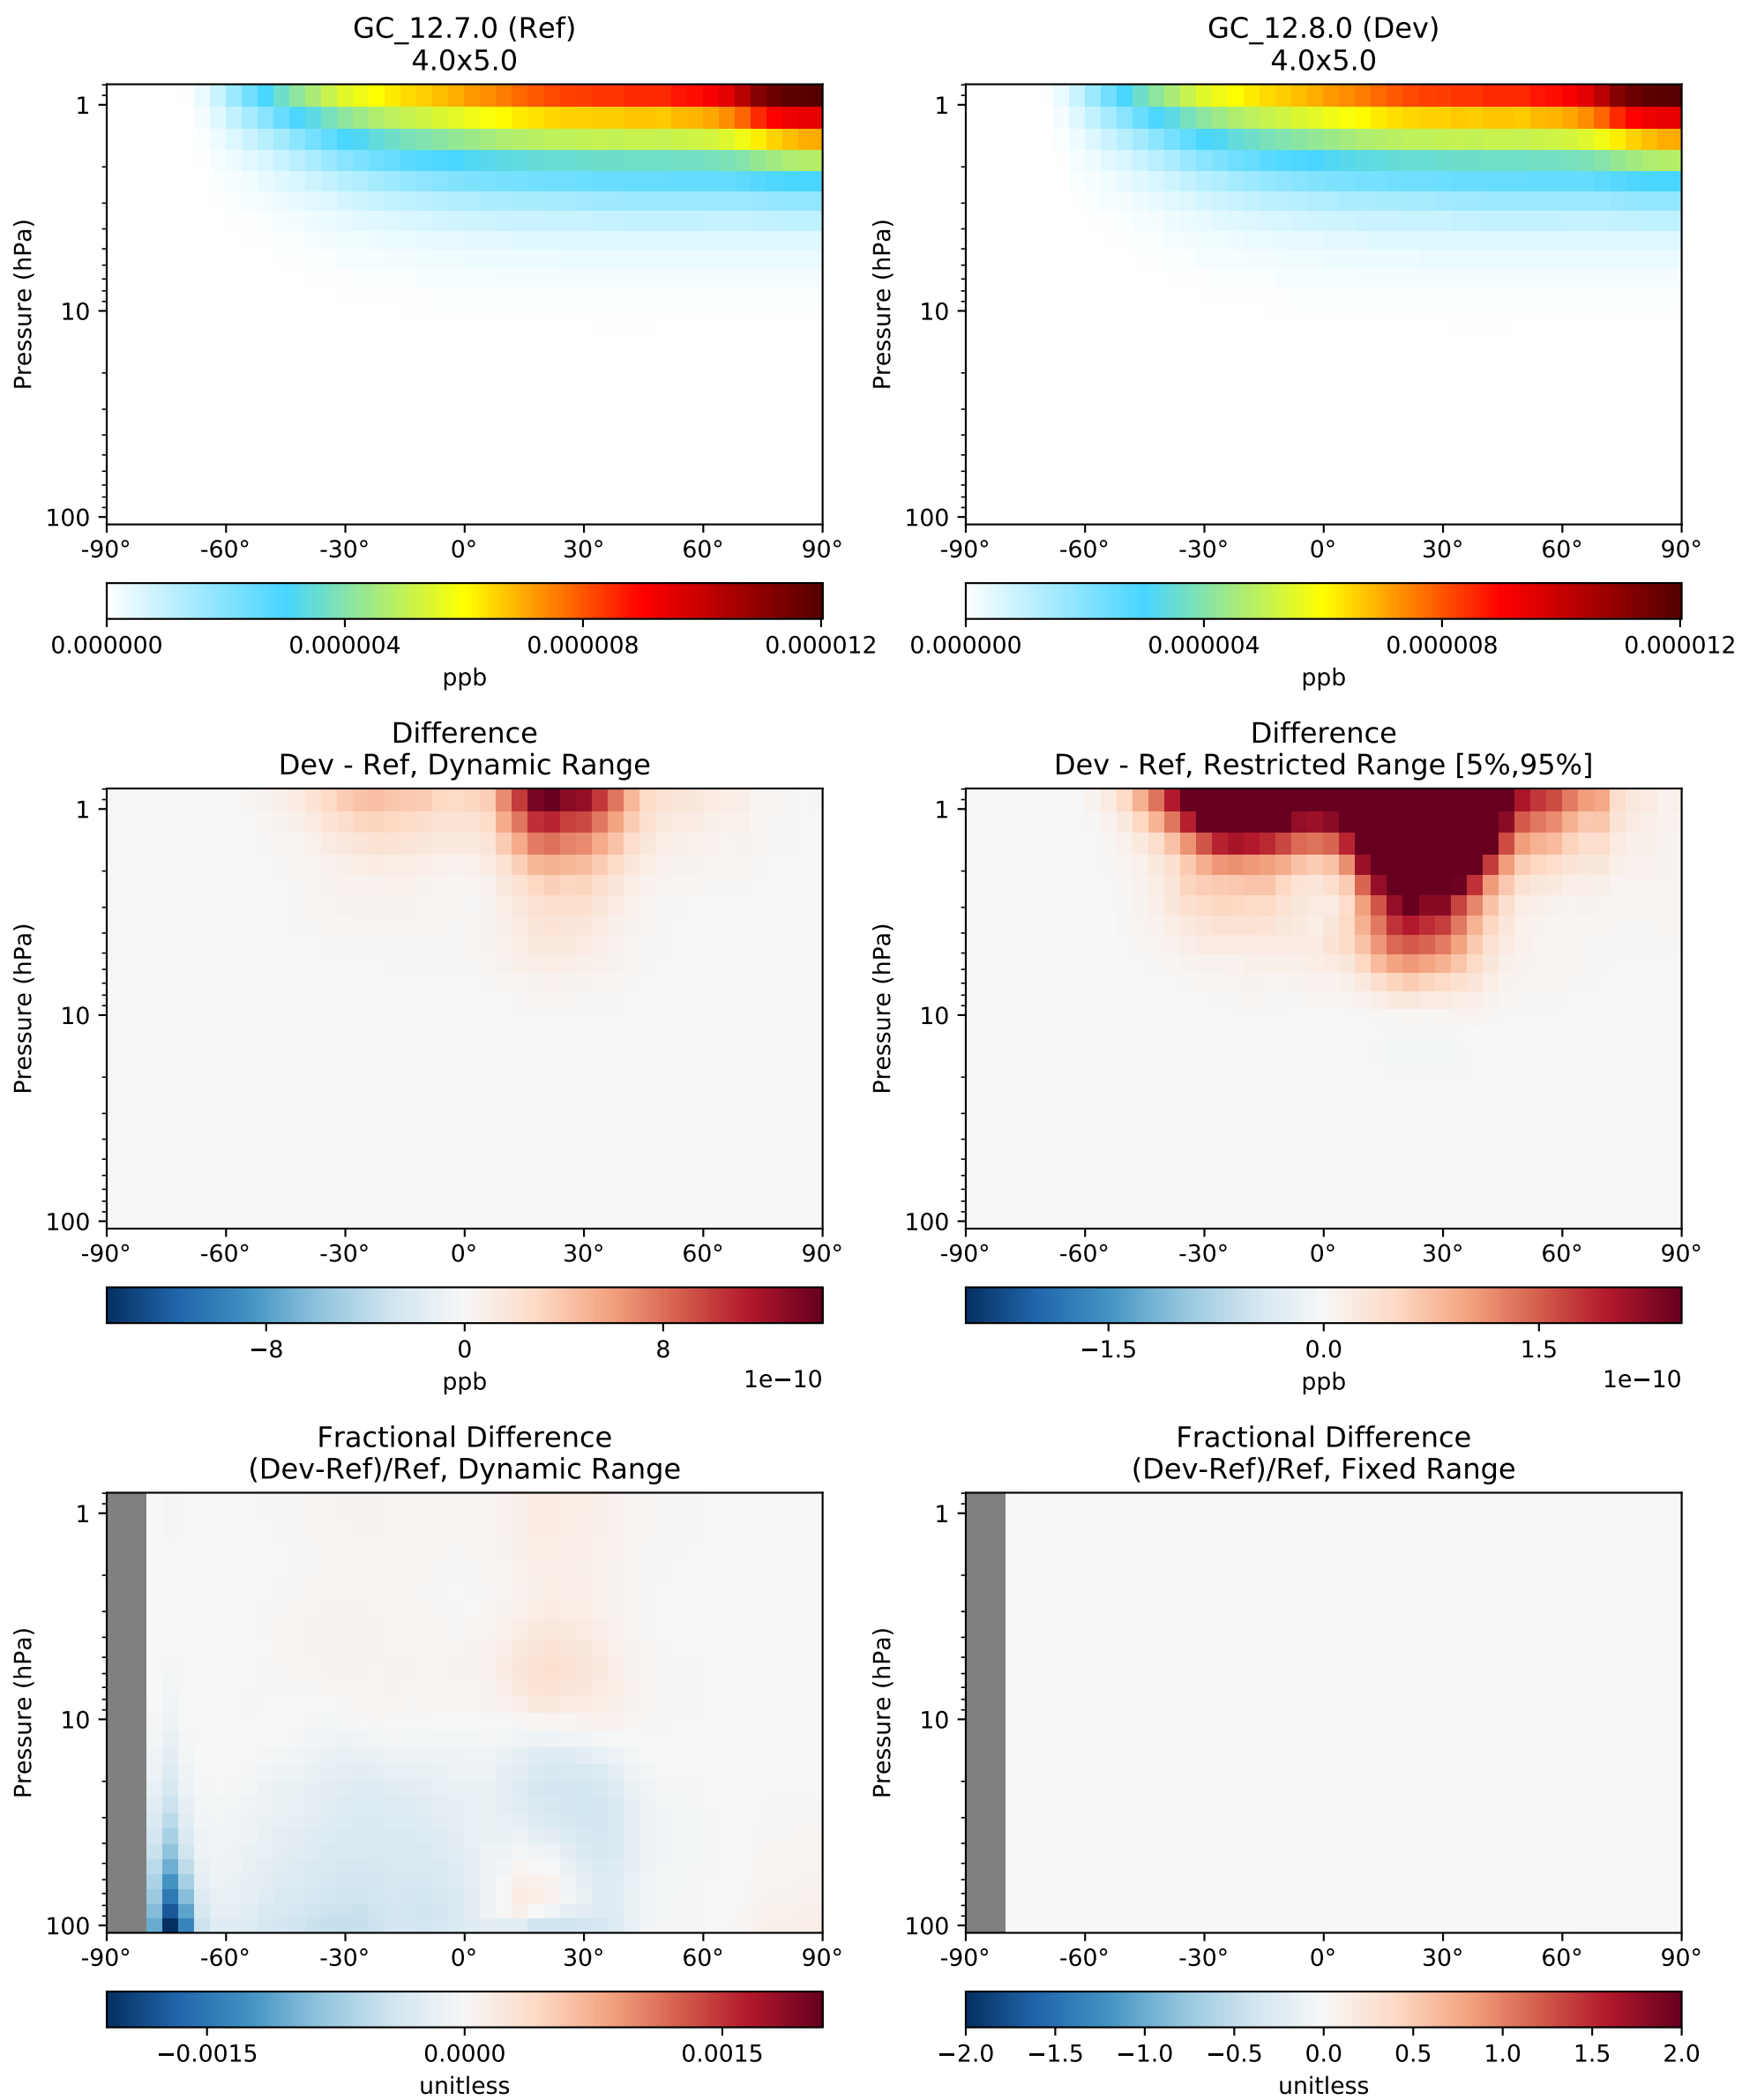 GC_12.7.0 (Ref)
4.0x5.0
Pressure (hPa)
1
10
100
-90° -60° -30° 0° 30° 60° 90°
0.000000 0.000004 0.000008 0.000012
ppb
GC_12.8.0 (Dev)
4.0x5.0
Pressure (hPa)
1
10
100
-90° -60° -30° 0° 30° 60° 90°
0.000000 0.000004 0.000008 0.000012
ppb
Difference
Dev - Ref, Dynamic Range
Pressure (hPa)
1
10
100
-90° -60° -30° 0° 30° 60° 90°
−8 0 8
1e−10
ppb
Difference
Dev - Ref, Restricted Range [5%,95%]
Pressure (hPa)
1
10
100
-90° -60° -30° 0° 30° 60° 90°
−1.5 0.0 1.5
1e−10
ppb
Fractional Difference
(Dev-Ref)/Ref, Dynamic Range
Pressure (hPa)
1
10
100
-90° -60° -30° 0° 30° 60° 90°
−0.0015 0.0000 0.0015
unitless
Fractional Difference
(Dev-Ref)/Ref, Fixed Range
Pressure (hPa)
1
10
100
-90° -60° -30° 0° 30° 60° 90°
−2.0 −1.5 −1.0 −0.5 0.0 0.5 1.0 1.5 2.0
unitless